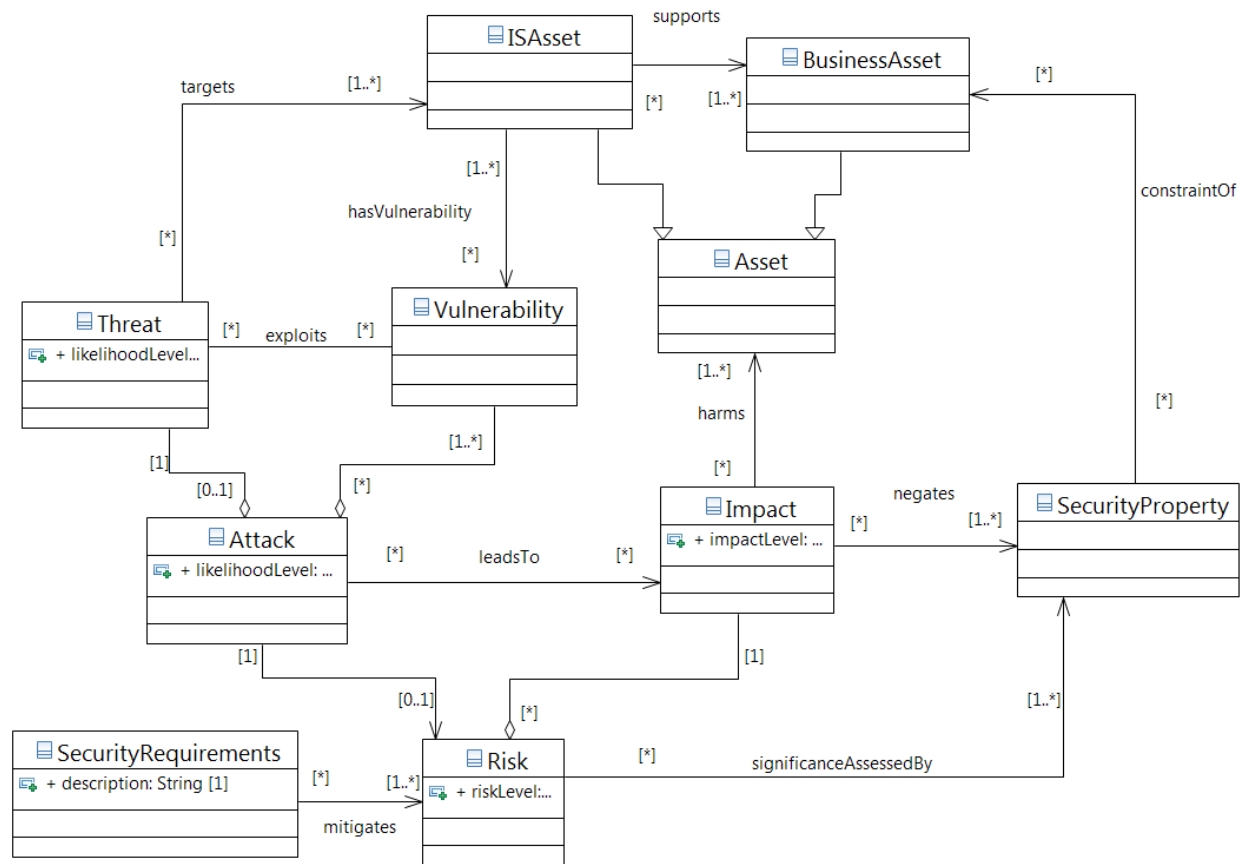 supports
ISAsset
BusinessAsset
targets
[1..*]
[*]
[1..*]
[*]
[1..*]
constraintOf
hasVulnerability
[*]
[*]
Asset
Vulnerability
Threat
[*]
exploits
[*]
+ likelihoodLevel...
[1..*]
harms
[*]
[1..*]
[1]
[*]
[0..1]
[*]
Impact
negates
SecurityProperty
[*]
[1..*]
Attack
+ impactLevel: ...
[*]
leadsTo
[*]
+ likelihoodLevel: ...
[1]
[1]
[0..1]
[*]
[1..*]
SecurityRequirements
Risk
[*]
significanceAssessedBy
+ description: String [1]
[*]
[1..*]
+ riskLevel:...
mitigates